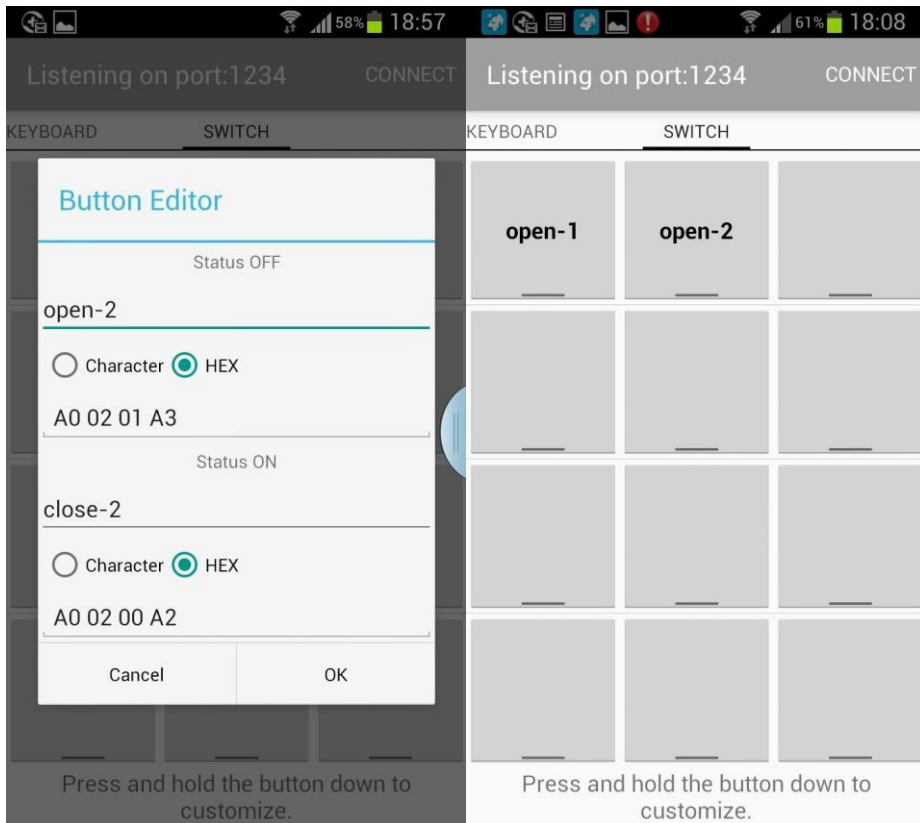 58% 18:57
Listening on port:1234 CONNECT
KEYBOARD SWITCH
Button Editor
Status OFF
open-2
Character HEX
A0 02 01 A3
Status ON
close-2
Character HEX
A0 02 00 A2
Cancel OK
Press and hold the button down to
customize.
61% 18:08
Listening on port:1234 CONNECT
KEYBOARD SWITCH
open-1 open-2
Press and hold the button down to
customize.